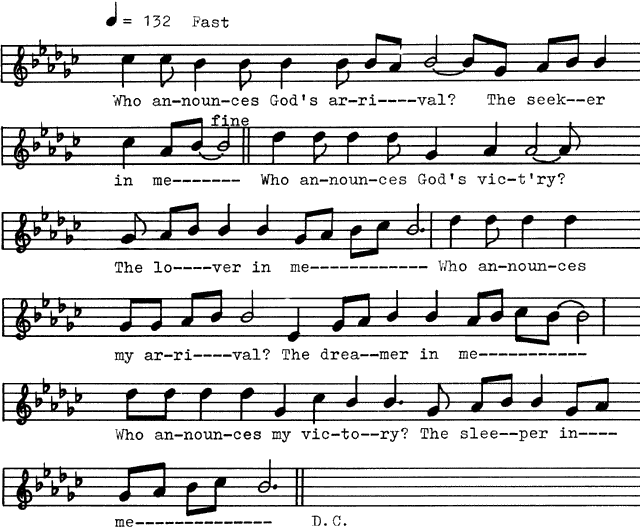 = 132 Fast
Who an-noun-ces God's ar-ri----val? The seek--er
fine
in me------- Who an-noun-ces God's vic-t'ry?
The lo----ver in me------------ Who an-noun-ces
my ar-ri----val? The drea--mer in me-----------
Who an-noun-ces my vic-to--ry? The slee--per in----
me-------------- D.C.